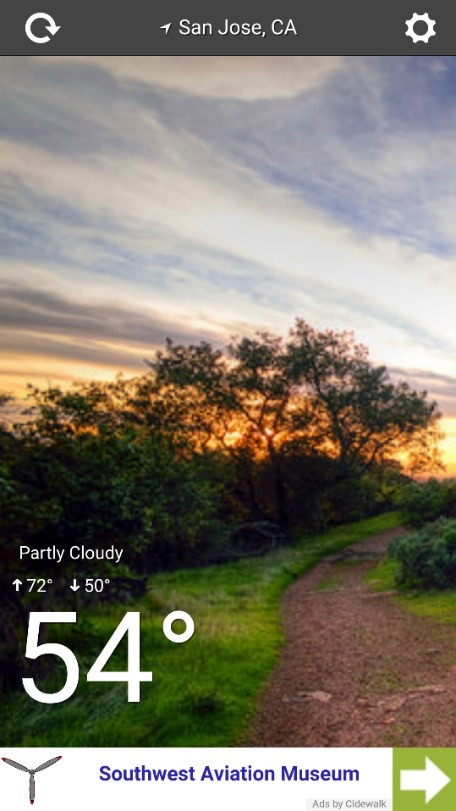 San Jose, CA
Partly Cloudy
72° 50°
54°
Southwest Aviation Museum
Ads by Cidewalk